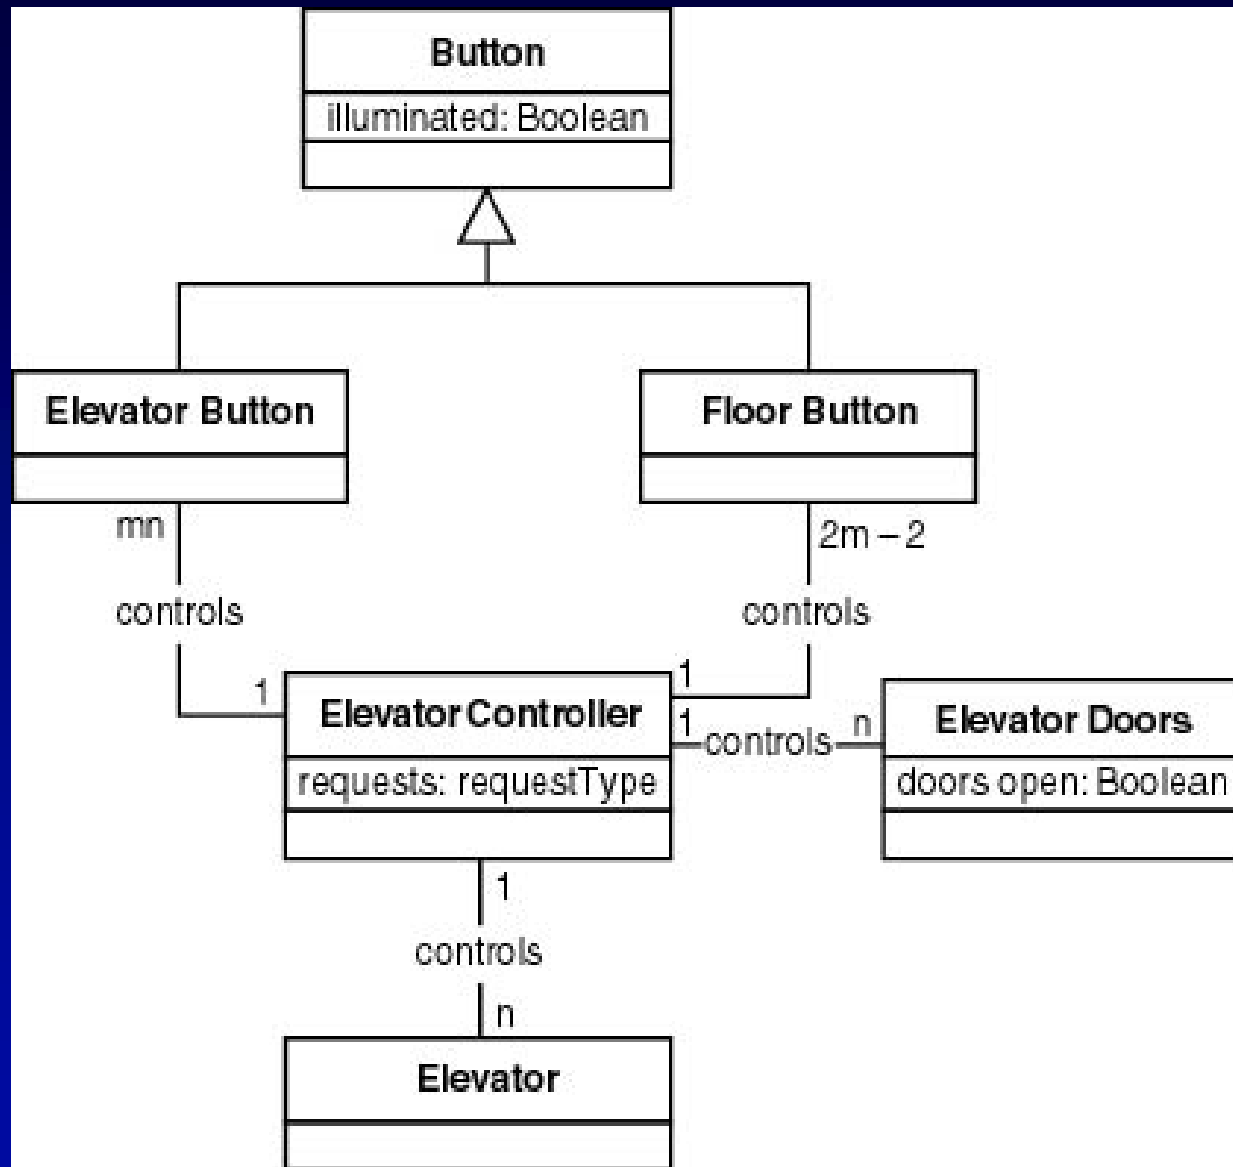 Button
illuminated: Boolean
Elevator Button
Floor Button
mn
2m – 2
controls
controls
1
1
Elevator Controller
requests: requestType
1
controls
n
Elevator Doors
doors open: Boolean
1
controls
n
Elevator